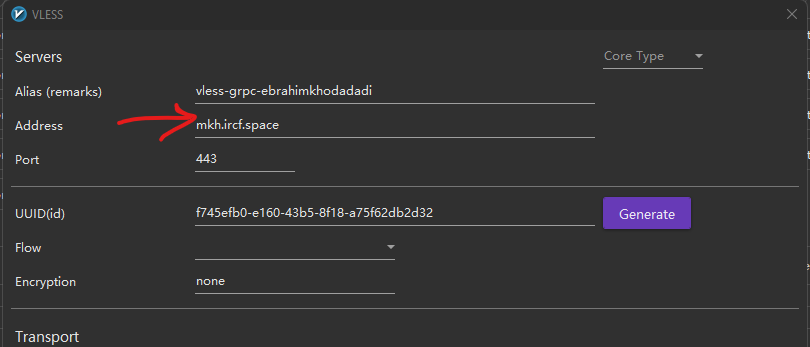 VLESS
Servers
Core Type
Alias (remarks) vless-grpc-ebrahimkhodadadi
Address mkh.ircf.space
Port 443
UUID(id) f745efb0-e160-43b5-8f18-a75f62db2d32 Generate
Flow
Encryption none
Transport